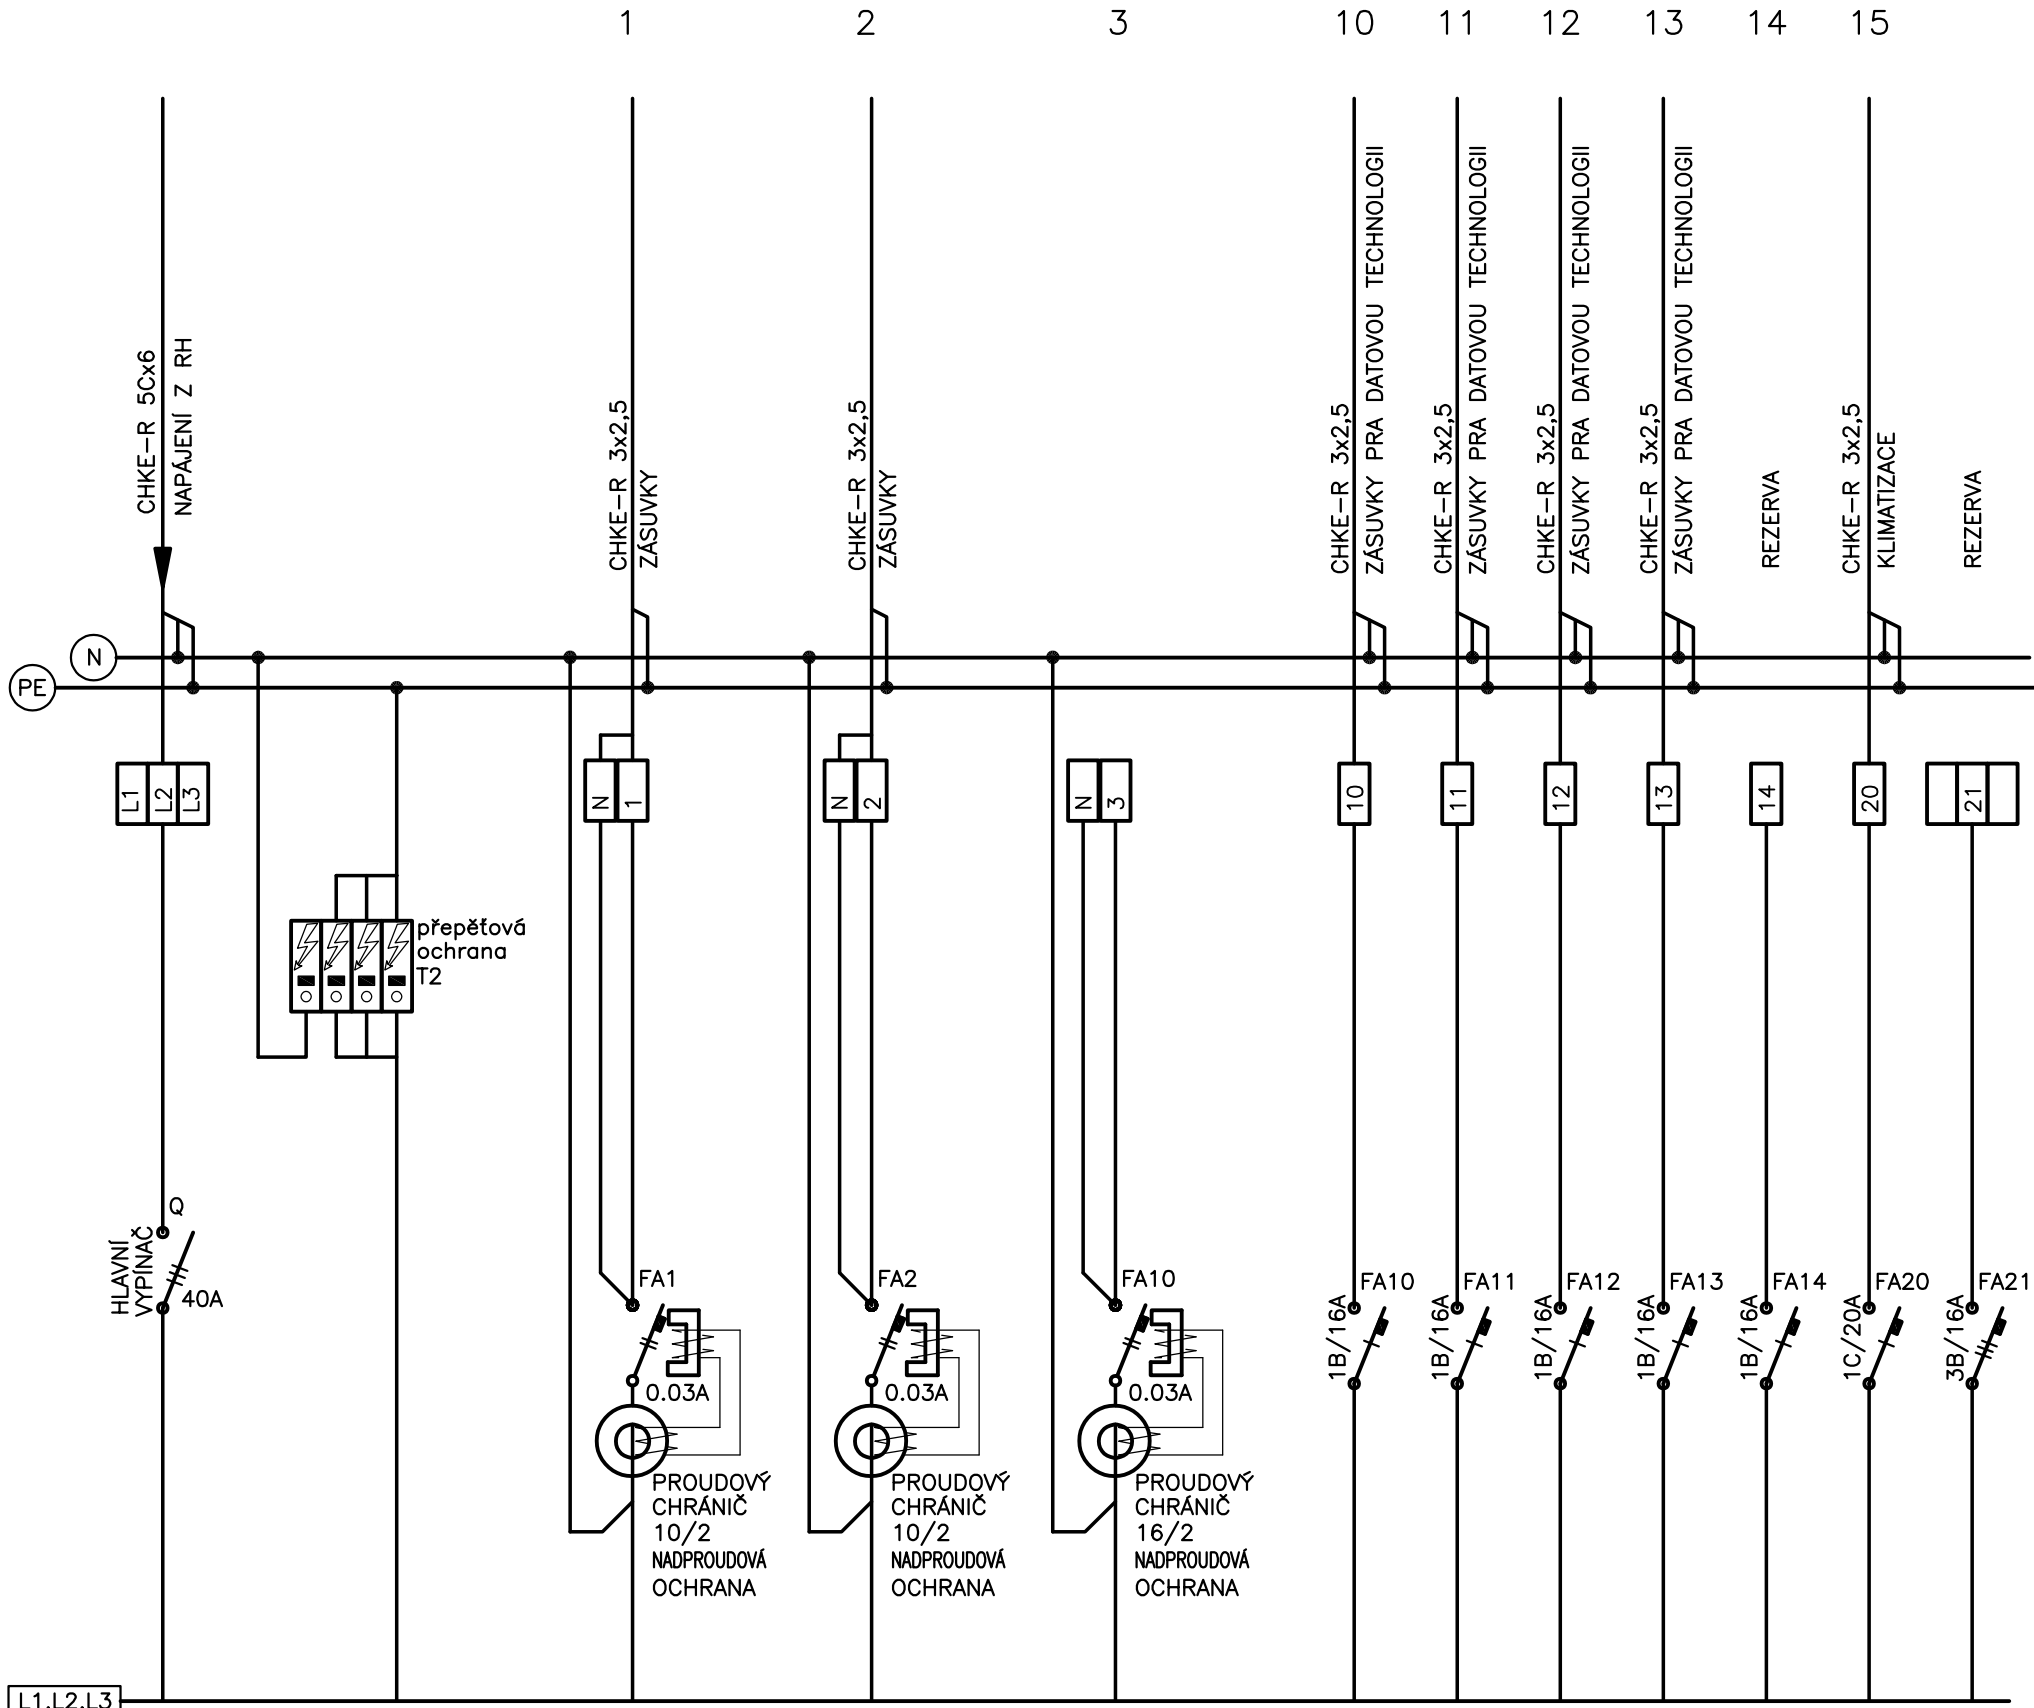 1
2
3
10
11
12
13
14
15
CHKE-R 5Cx6
NAPÁJENÍ Z RH
CHKE-R 3x2,5
ZÁSUVKY
CHKE-R 3x2,5
ZÁSUVKY
CHKE-R 3x2,5
ZÁSUVKY PRA DATOVOU TECHNOLOGII
CHKE-R 3x2,5
ZÁSUVKY PRA DATOVOU TECHNOLOGII
CHKE-R 3x2,5
ZÁSUVKY PRA DATOVOU TECHNOLOGII
CHKE-R 3x2,5
ZÁSUVKY PRA DATOVOU TECHNOLOGII
REZERVA
CHKE-R 3x2,5
KLIMATIZACE
REZERVA
N
PE
L1
L2
L3
N
1
N
2
N
3
10
11
12
13
14
20
21
přepěťová
ochrana
T2
Q
HLAVNÍ
VYPÍNAČ
40A
FA1
0.03A
PROUDOVÝ
CHRÁNIČ
10/2
NADPROUDOVÁ
OCHRANA
FA2
0.03A
PROUDOVÝ
CHRÁNIČ
10/2
NADPROUDOVÁ
OCHRANA
FA10
0.03A
PROUDOVÝ
CHRÁNIČ
16/2
NADPROUDOVÁ
OCHRANA
FA10
1B/16A
FA11
1B/16A
FA12
1B/16A
FA13
1B/16A
FA14
1B/16A
FA20
1C/20A
FA21
3B/16A
L1,L2,L3